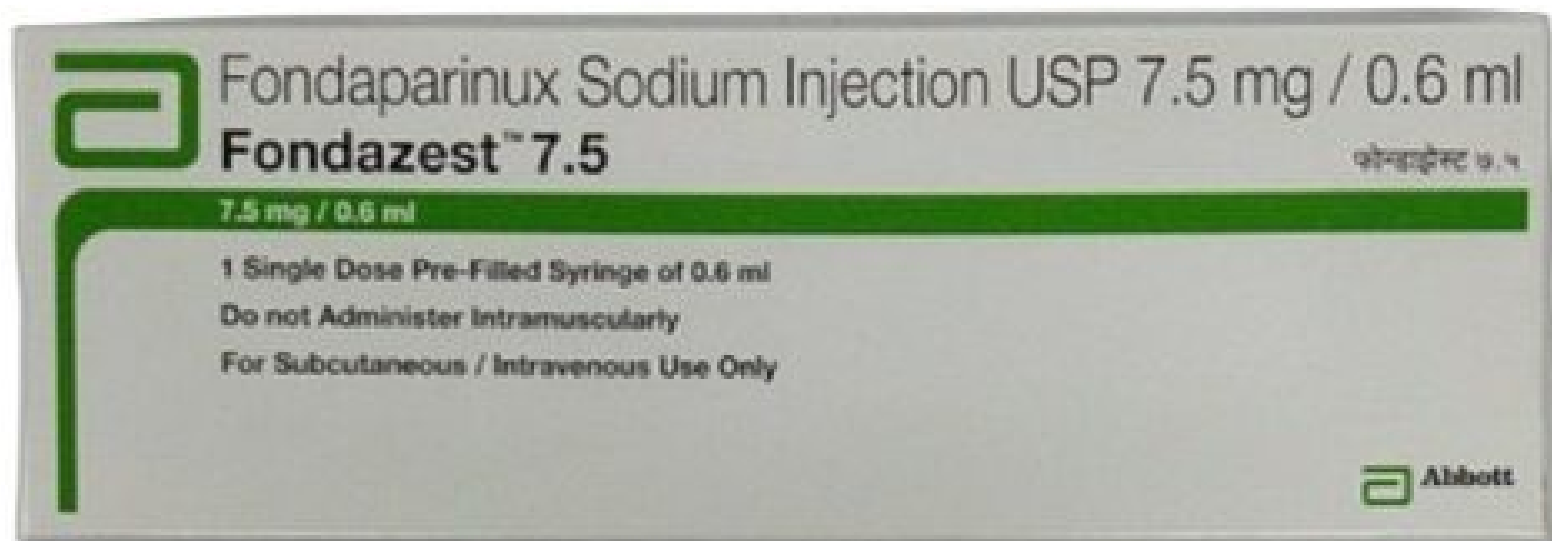 Fondaparinux Sodium Injection USP 7.5 mg / 0.6 ml
Fondazest™ 7.5
फोन्डाझेस्ट ७.५
7.5 mg / 0.6 ml
1 Single Dose Pre-Filled Syringe of 0.6 ml
Do not Administer Intramuscularly
For Subcutaneous / Intravenous Use Only
Abbott